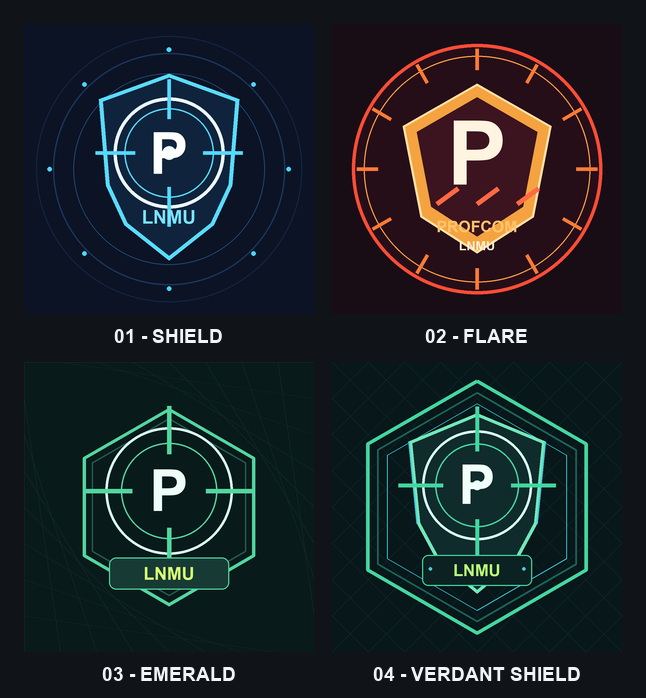 P
LNMU
01 - SHIELD
P
PROFCOM
LNMU
02 - FLARE
P
LNMU
03 - EMERALD
P
LNMU
04 - VERDANT SHIELD